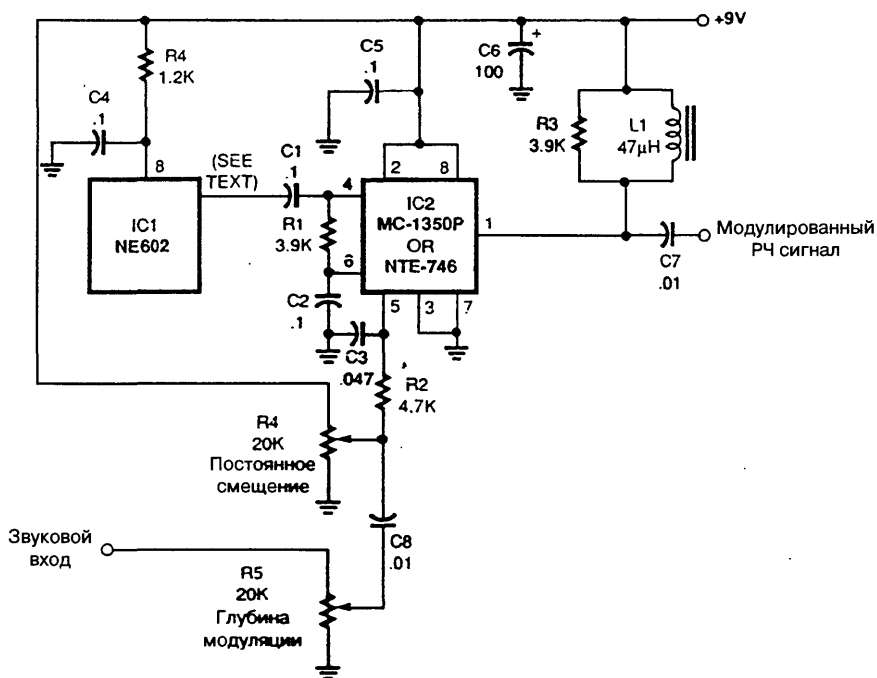 +9V
R4
1.2K
C5
.1
C6
100
+
C4
.1
R3
3.9K
L1
47µH
8
(SEE
TEXT)
C1
.1
4
2
8
IC1
NE602
R1
3.9K
IC2
MC-1350P
OR
NTE-746
1
Модулированный
РЧ сигнал
C7
.01
6
C2
.1
5
3
7
C3
.047
R2
4.7K
R4
20K
Постоянное
смещение
Звуковой
вход
C8
.01
R5
20K
Глубина
модуляции